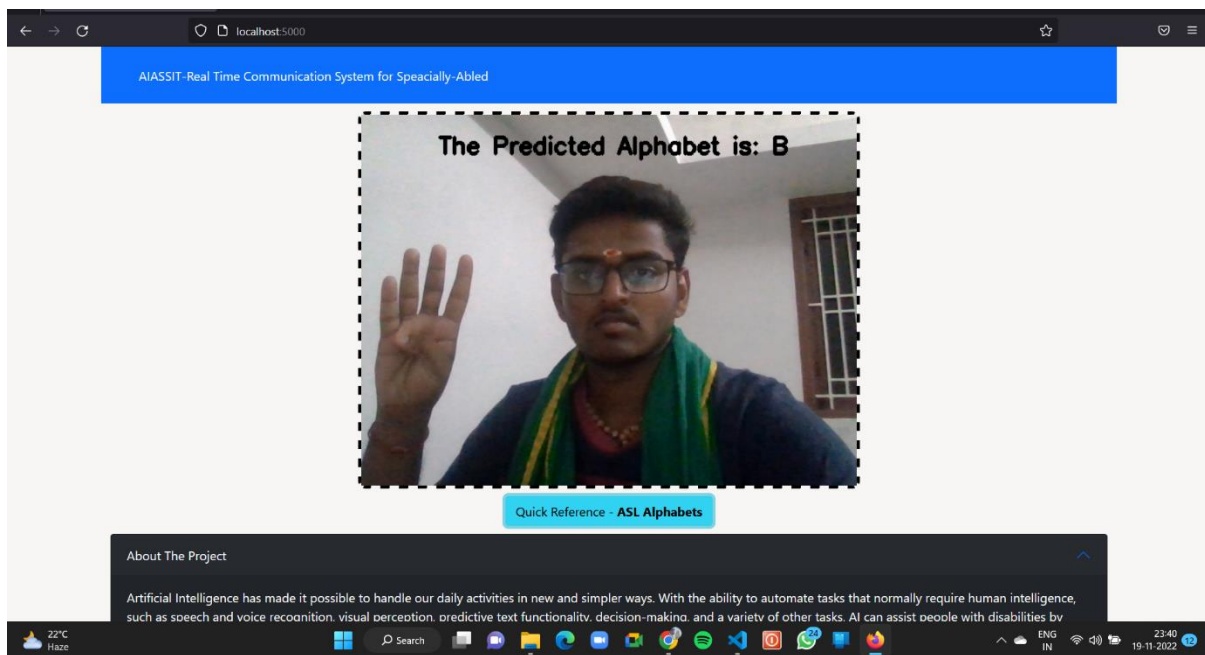 localhost:5000
AIASSIT-Real Time Communication System for Speacially-Abled
The Predicted Alphabet is: B
Quick Reference - ASL Alphabets
About The Project
Artificial Intelligence has made it possible to handle our daily activities in new and simpler ways. With the ability to automate tasks that normally require human intelligence,
such as speech and voice recognition, visual perception, predictive text functionality, decision-making, and a variety of other tasks. AI can assist people with disabilities by
22°C
Haze
Search
24
ENG
IN
23:40
19-11-2022
12